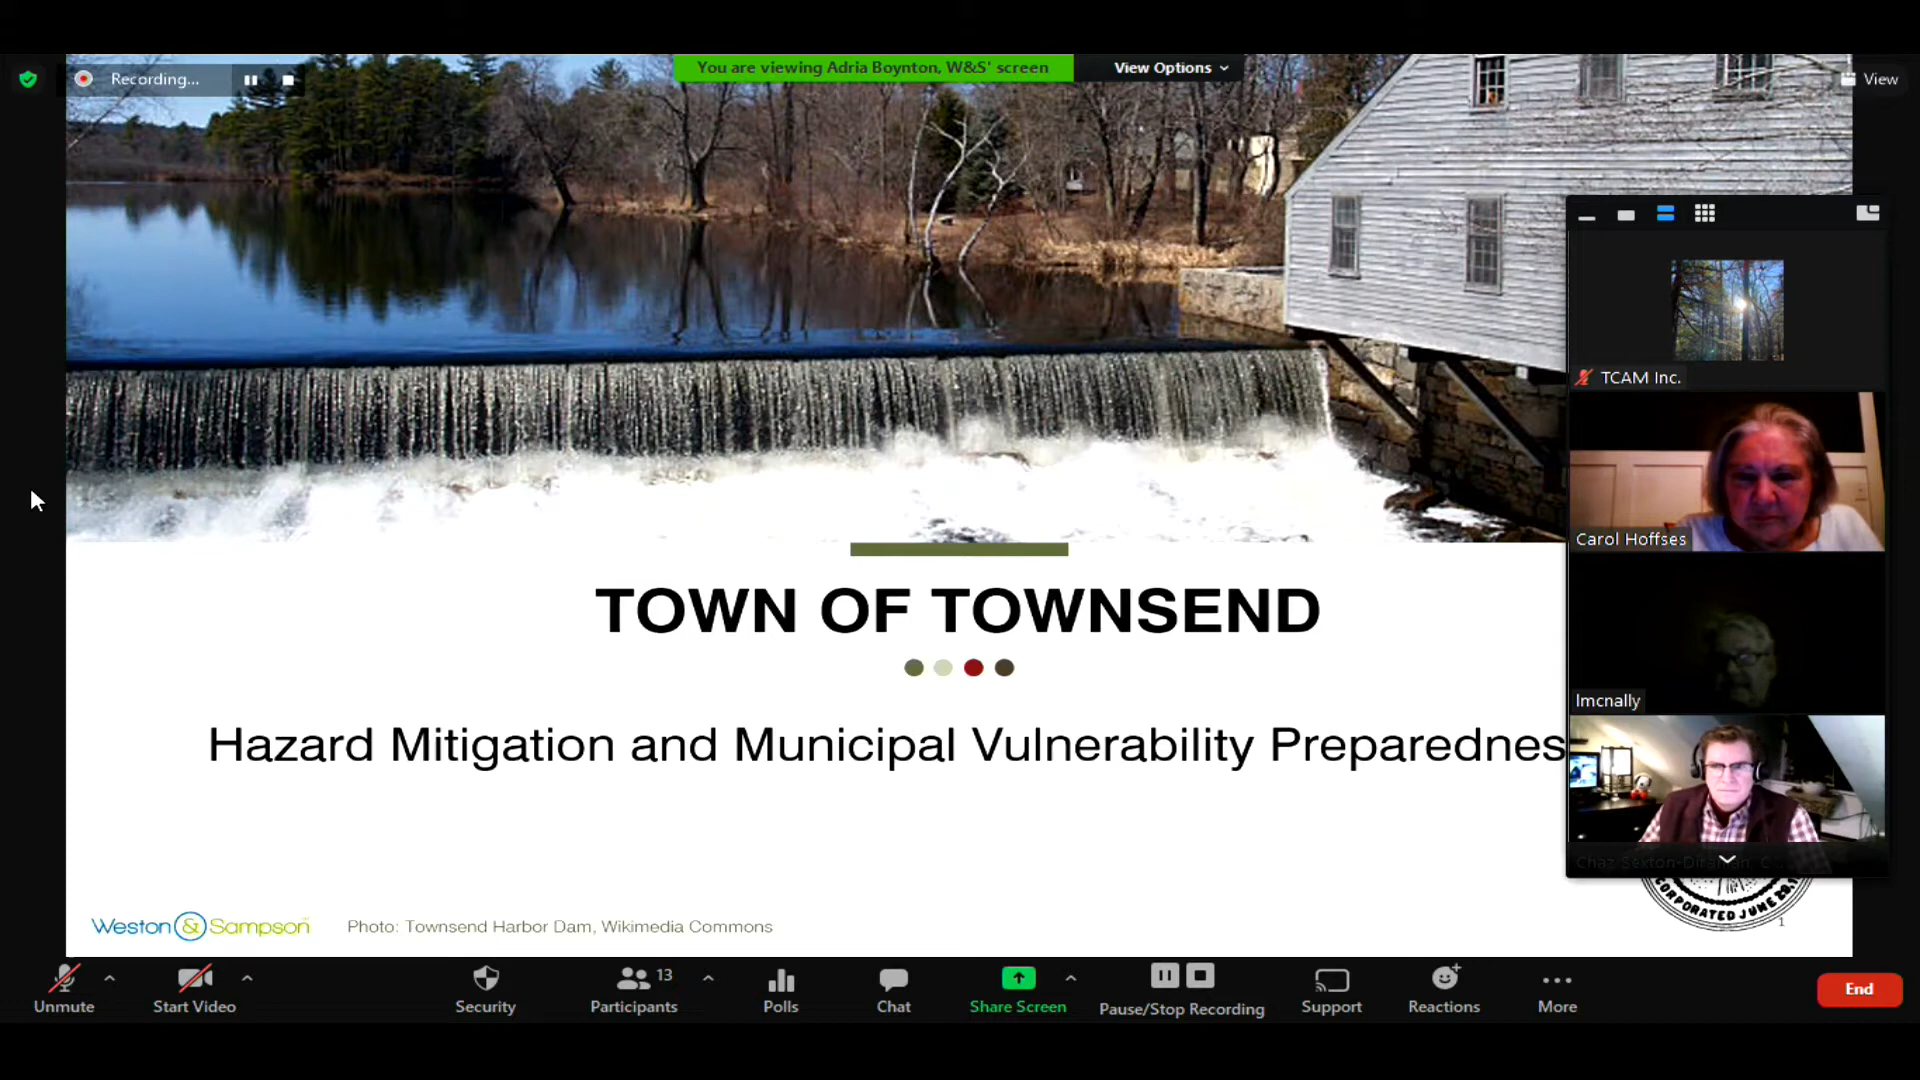 Recording...
You are viewing Adria Boynton, W&S' screen
View Options
View
TCAM Inc.
Carol Hoffses
lmcnally
TOWN OF TOWNSEND
Hazard Mitigation and Municipal Vulnerability Preparednes
Weston & Sampson
Photo: Townsend Harbor Dam, Wikimedia Commons
1
Unmute
Start Video
Security
13
Participants
Polls
Chat
Share Screen
Pause/Stop Recording
Support
Reactions
More
End